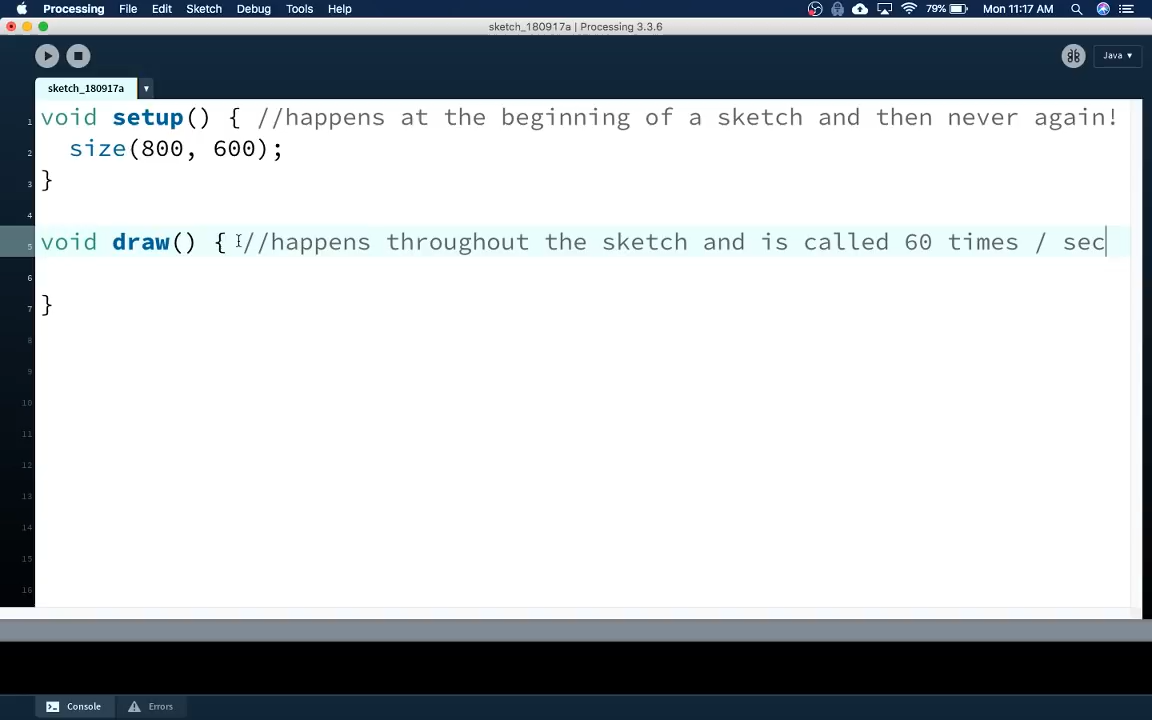 Processing File Edit Sketch Debug Tools Help 79% Mon 11:17 AM
sketch_180917a | Processing 3.3.6
Java ▾
sketch_180917a ▾
1 void setup() { //happens at the beginning of a sketch and then never again!
2 size(800, 600);
3 }
4
5 void draw() { //happens throughout the sketch and is called 60 times / sec
6
7 }
8
9
10
11
12
13
14
15
16
Console Errors